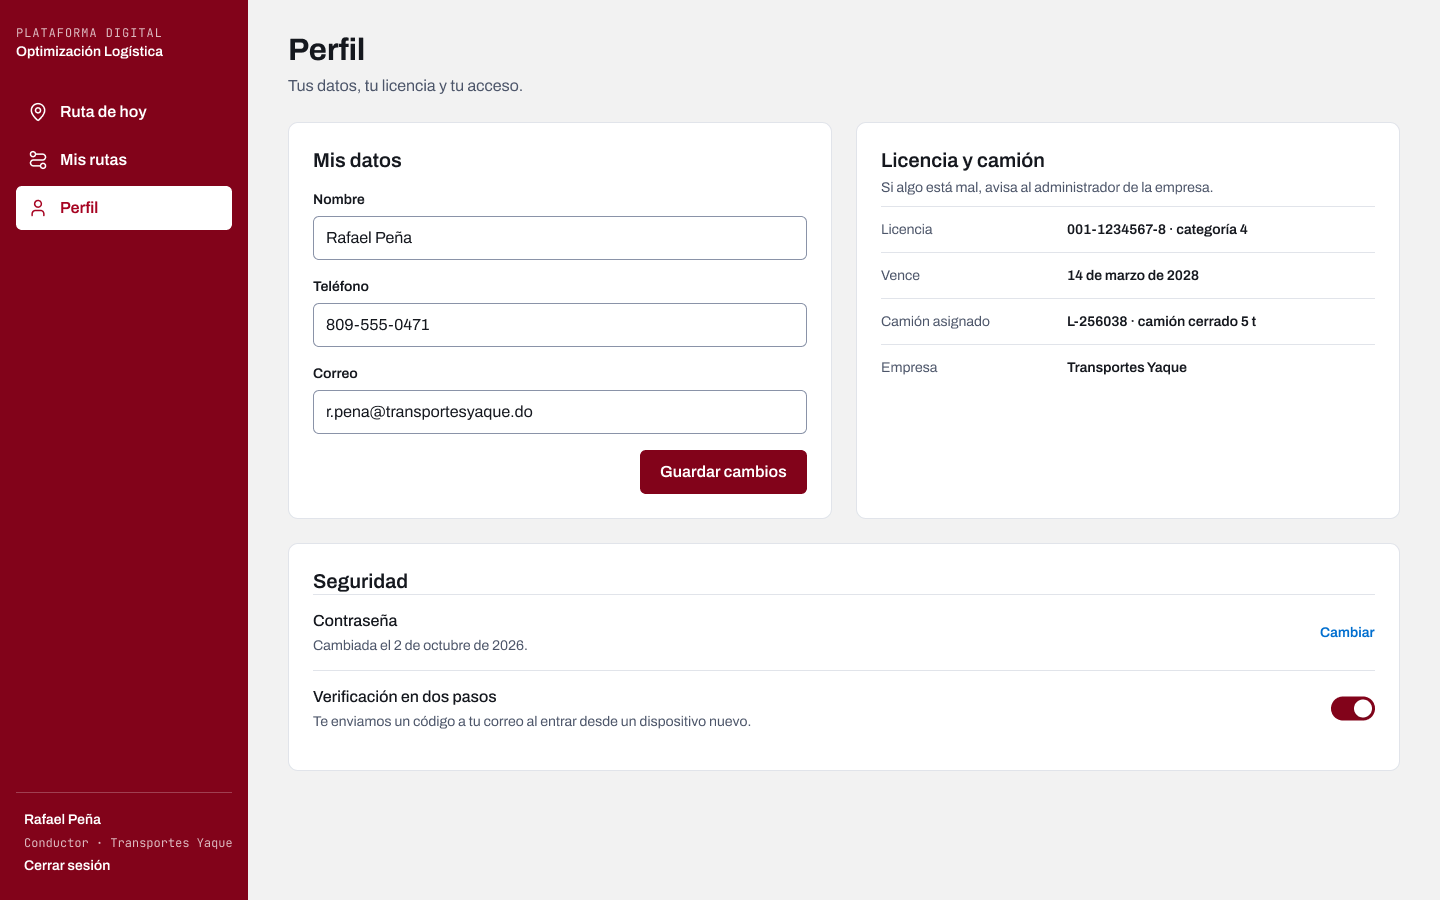 PLATAFORMA DIGITAL
Optimización Logística
Ruta de hoy
Mis rutas
Perfil
Rafael Peña
Conductor · Transportes Yaque
Cerrar sesión
Perfil
Tus datos, tu licencia y tu acceso.
Mis datos
Nombre
Rafael Peña
Teléfono
809-555-0471
Correo
r.pena@transportesyaque.do
Guardar cambios
Licencia y camión
Si algo está mal, avisa al administrador de la empresa.
Licencia 001-1234567-8 · categoría 4
Vence 14 de marzo de 2028
Camión asignado L-256038 · camión cerrado 5 t
Empresa Transportes Yaque
Seguridad
Contraseña
Cambiada el 2 de octubre de 2026.
Cambiar
Verificación en dos pasos
Te enviamos un código a tu correo al entrar desde un dispositivo nuevo.